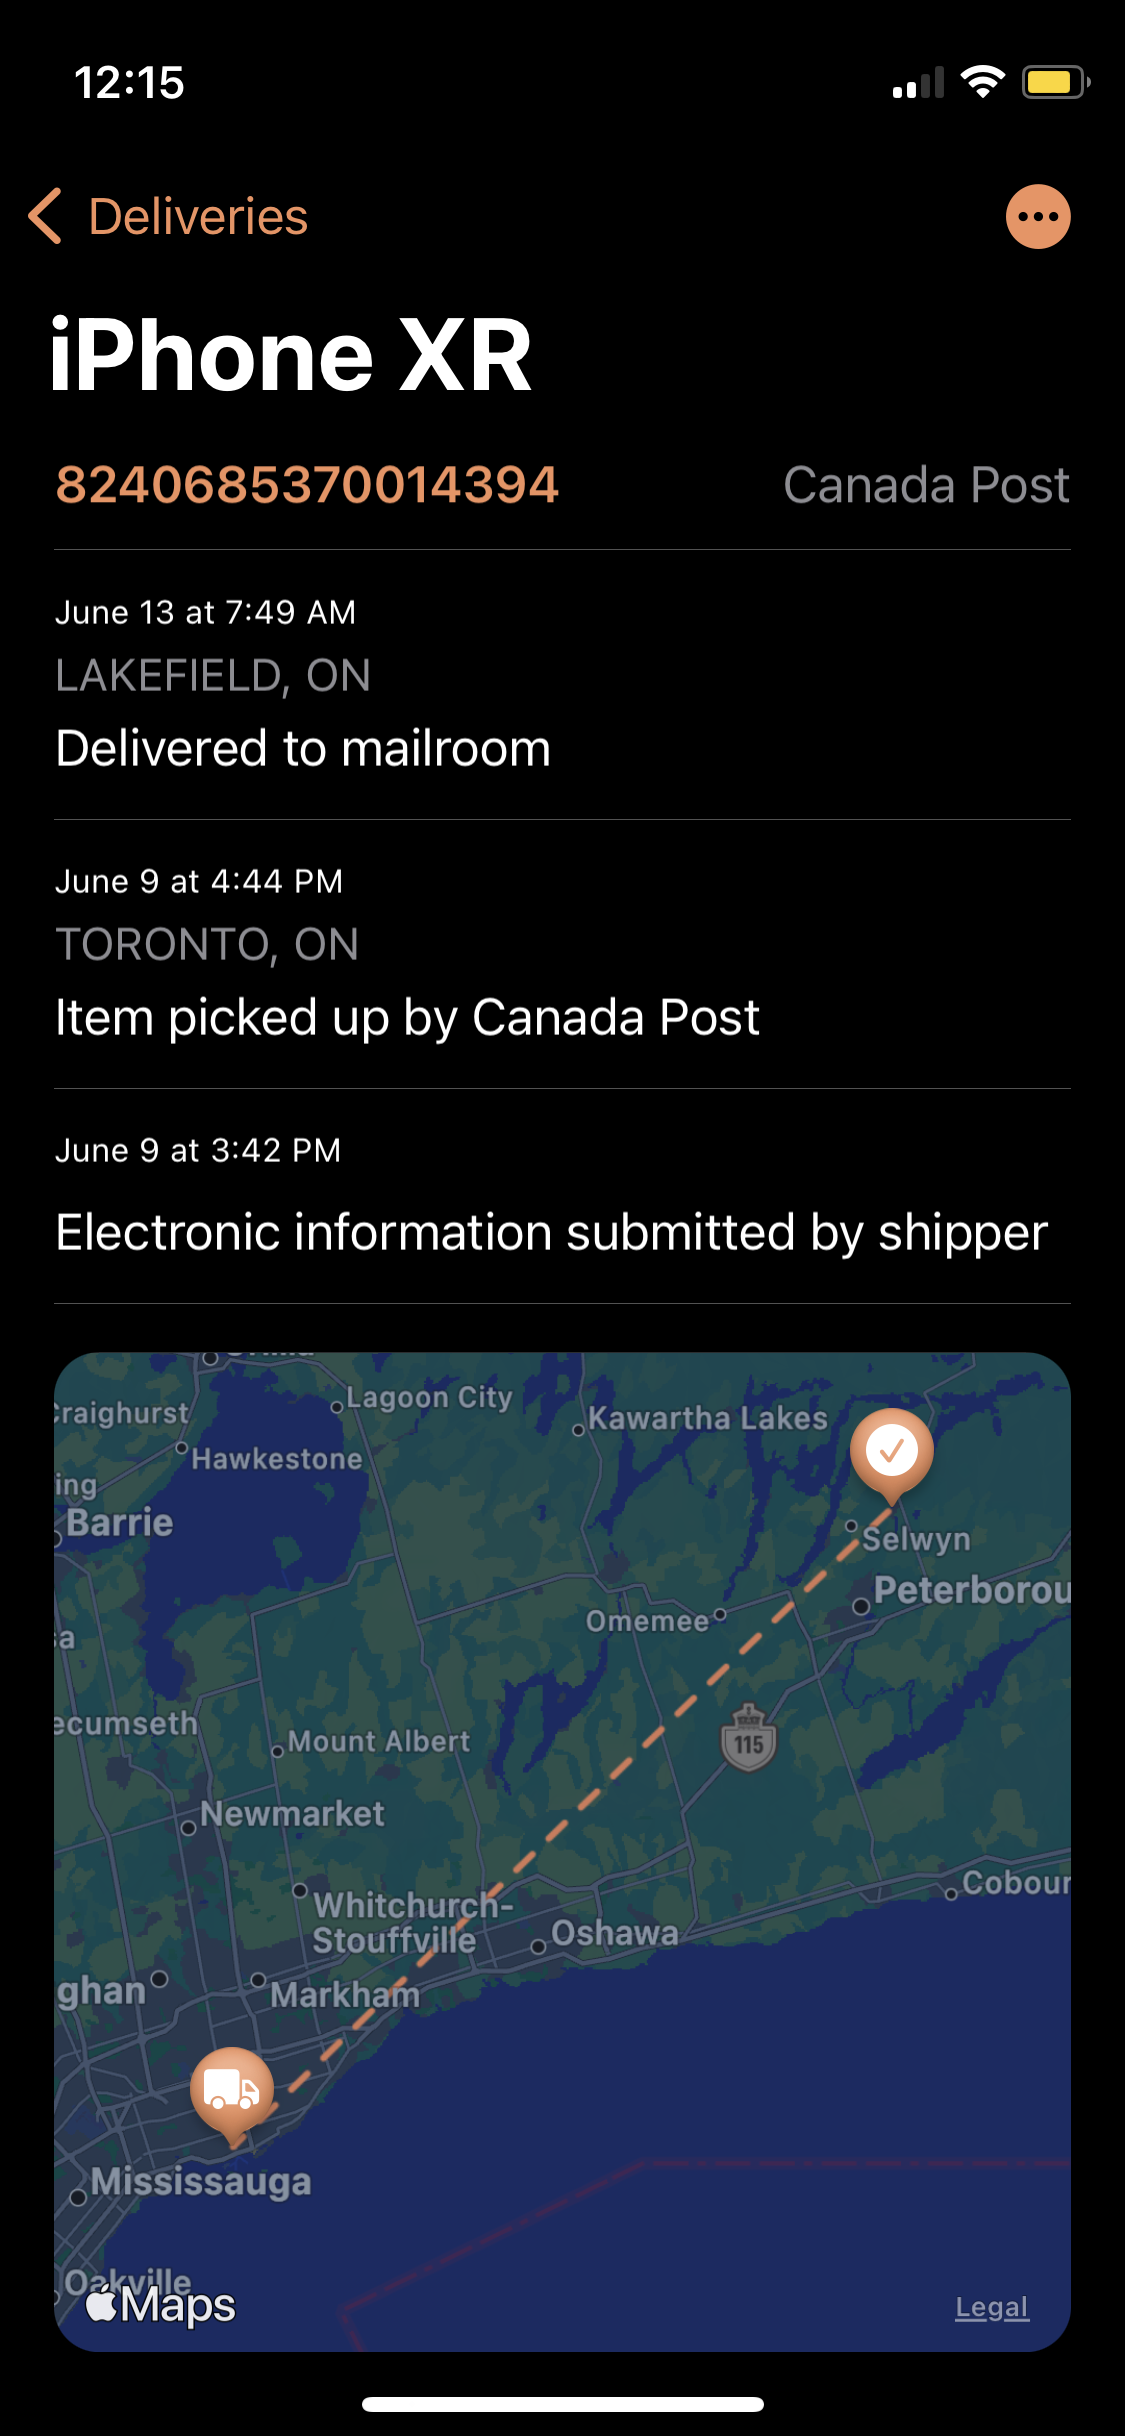 12:15
Deliveries
iPhone XR
8240685370014394 Canada Post
June 13 at 7:49 AM
LAKEFIELD, ON
Delivered to mailroom
June 9 at 4:44 PM
TORONTO, ON
Item picked up by Canada Post
June 9 at 3:42 PM
Electronic information submitted by shipper
Lagoon City
Craighurst
Kawartha Lakes
Hawkestone
ing
Barrie
Selwyn
Peterborou
Omemee
sa
ecumseth
Mount Albert
115
Newmarket
Cobour
Whitchurch-
Stouffville
Oshawa
ghan
Markham
Mississauga
Oakville
Maps
Legal